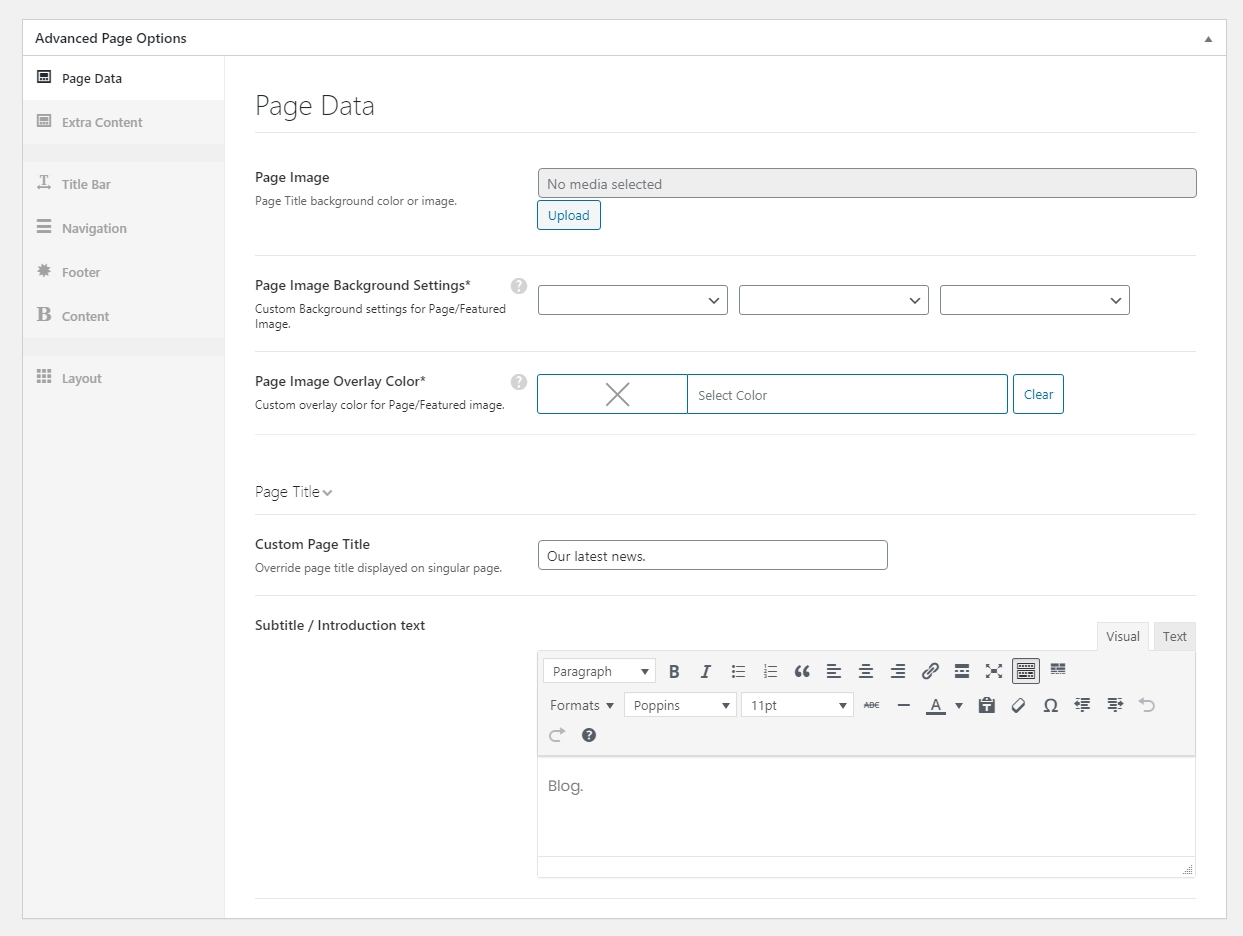 Advanced Page Options
Page Data
Extra Content
Title Bar
Navigation
Footer
Content
Layout
Page Data
Page Image
Page Title background color or image.
No media selected
Upload
Page Image Background Settings*
Custom Background settings for Page/Featured
Image.
?
Page Image Overlay Color*
Custom overlay color for Page/Featured image.
?
Select Color
Clear
Page Title
Custom Page Title
Override page title displayed on singular page.
Our latest news.
Subtitle / Introduction text
Visual Text
Paragraph B I
Formats Poppins 11pt ABC A Ω
?
Blog.